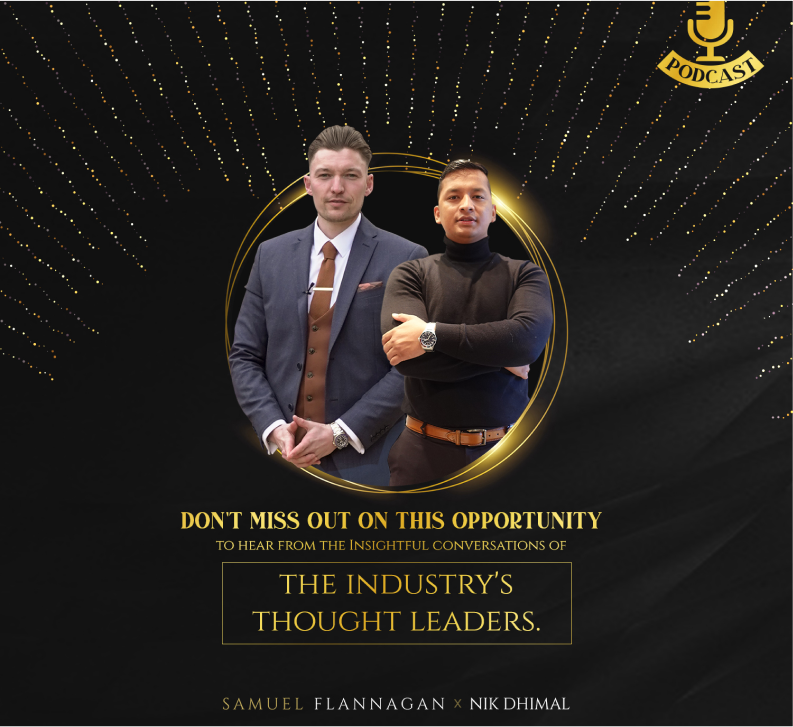 PODCAST
DON'T MISS OUT ON THIS OPPORTUNITY
TO HEAR FROM THE INSIGHTFUL CONVERSATIONS OF
THE INDUSTRY'S
THOUGHT LEADERS.
SAMUEL FLANNAGAN X NIK DHIMAL